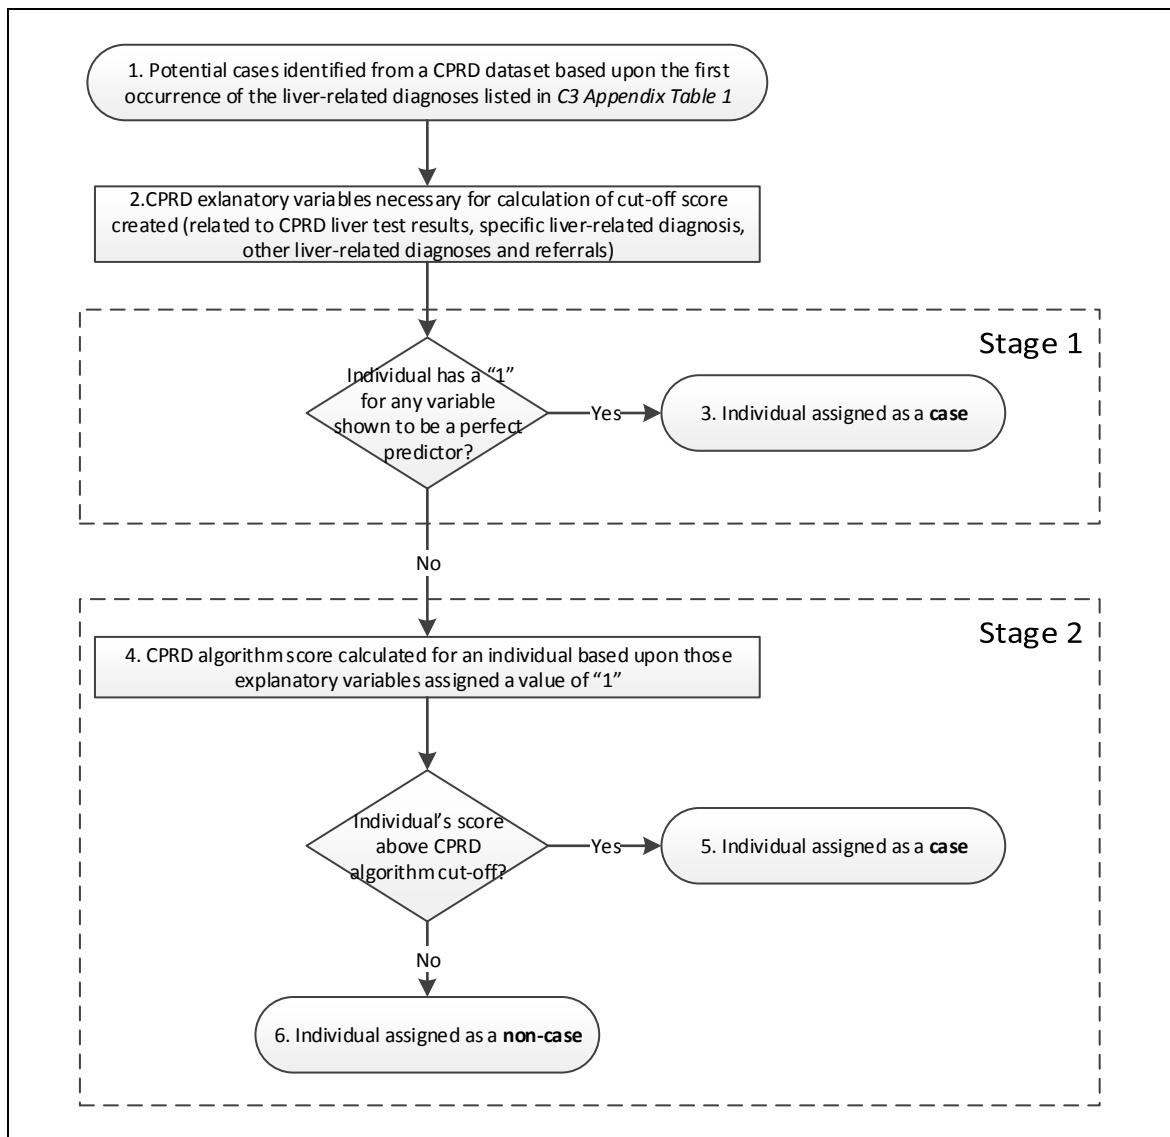 1. Potential cases identified from a CPRD dataset based upon the first
occurrence of the liver-related diagnoses listed in C3 Appendix Table 1
2.CPRD exlanatory variables necessary for calculation of cut-off score
created (related to CPRD liver test results, specific liver-related diagnosis,
other liver-related diagnoses and referrals)
Stage 1
Individual has a “1”
for any variable
shown to be a perfect
predictor?
Yes
3. Individual assigned as a case
No
Stage 2
4. CPRD algorithm score calculated for an individual based upon those
explanatory variables assigned a value of “1”
Individual’s score
above CPRD
algorithm cut-off?
Yes
5. Individual assigned as a case
No
6. Individual assigned as a non-case